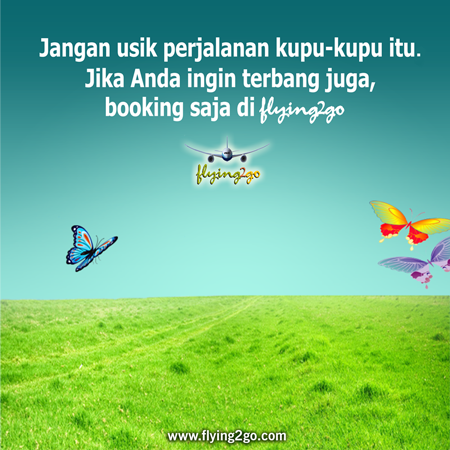 Jangan usik perjalanan kupu-kupu itu.
Jika Anda ingin terbang juga,
booking saja di flying2go
flying2go
www.flying2go.com